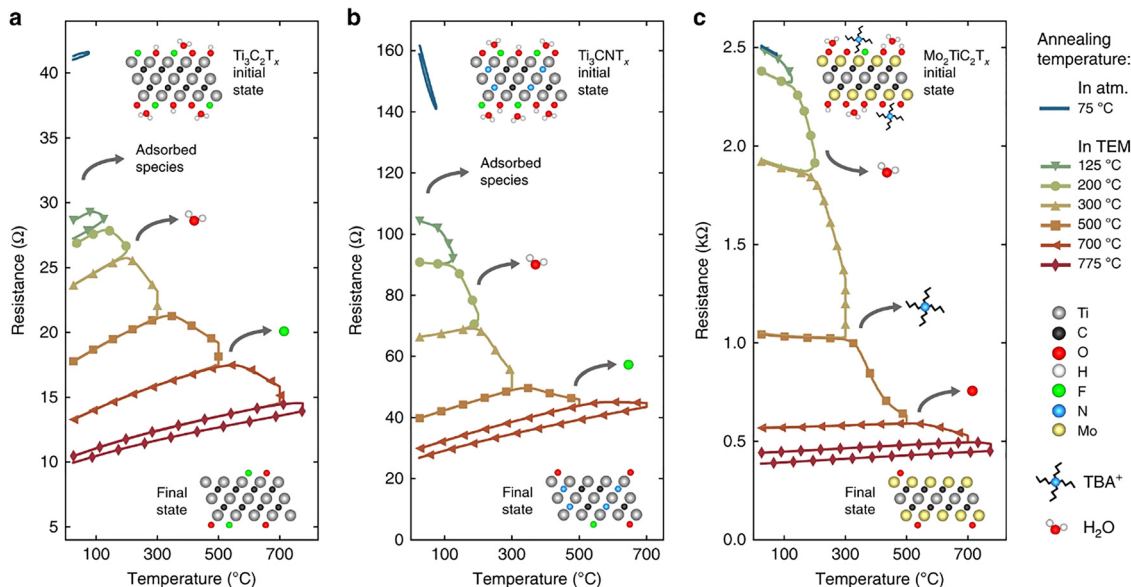 a
Resistance (Ω)
41
33
30
25
20
15
10
4
100
300
500
700
Temperature (°C)
Ti3C2Tx
initial
state
Adsorbed
species
Final
state
b
Resistance (Ω)
160
140
120
100
80
60
40
20
0
100
300
500
700
Temperature (°C)
Ti3CNTx
initial
state
Adsorbed
species
Final
state
c
Resistance (kΩ)
2.5
2.0
1.5
1.0
0.5
0.0
100
300
500
700
Temperature (°C)
Mo2TiC2Tx
initial
state
Final
state
Annealing
temperature:
In atm.
75 °C
In TEM
125 °C
200 °C
300 °C
500 °C
700 °C
775 °C
Ti
C
O
H
F
N
Mo
TBA+
H2O